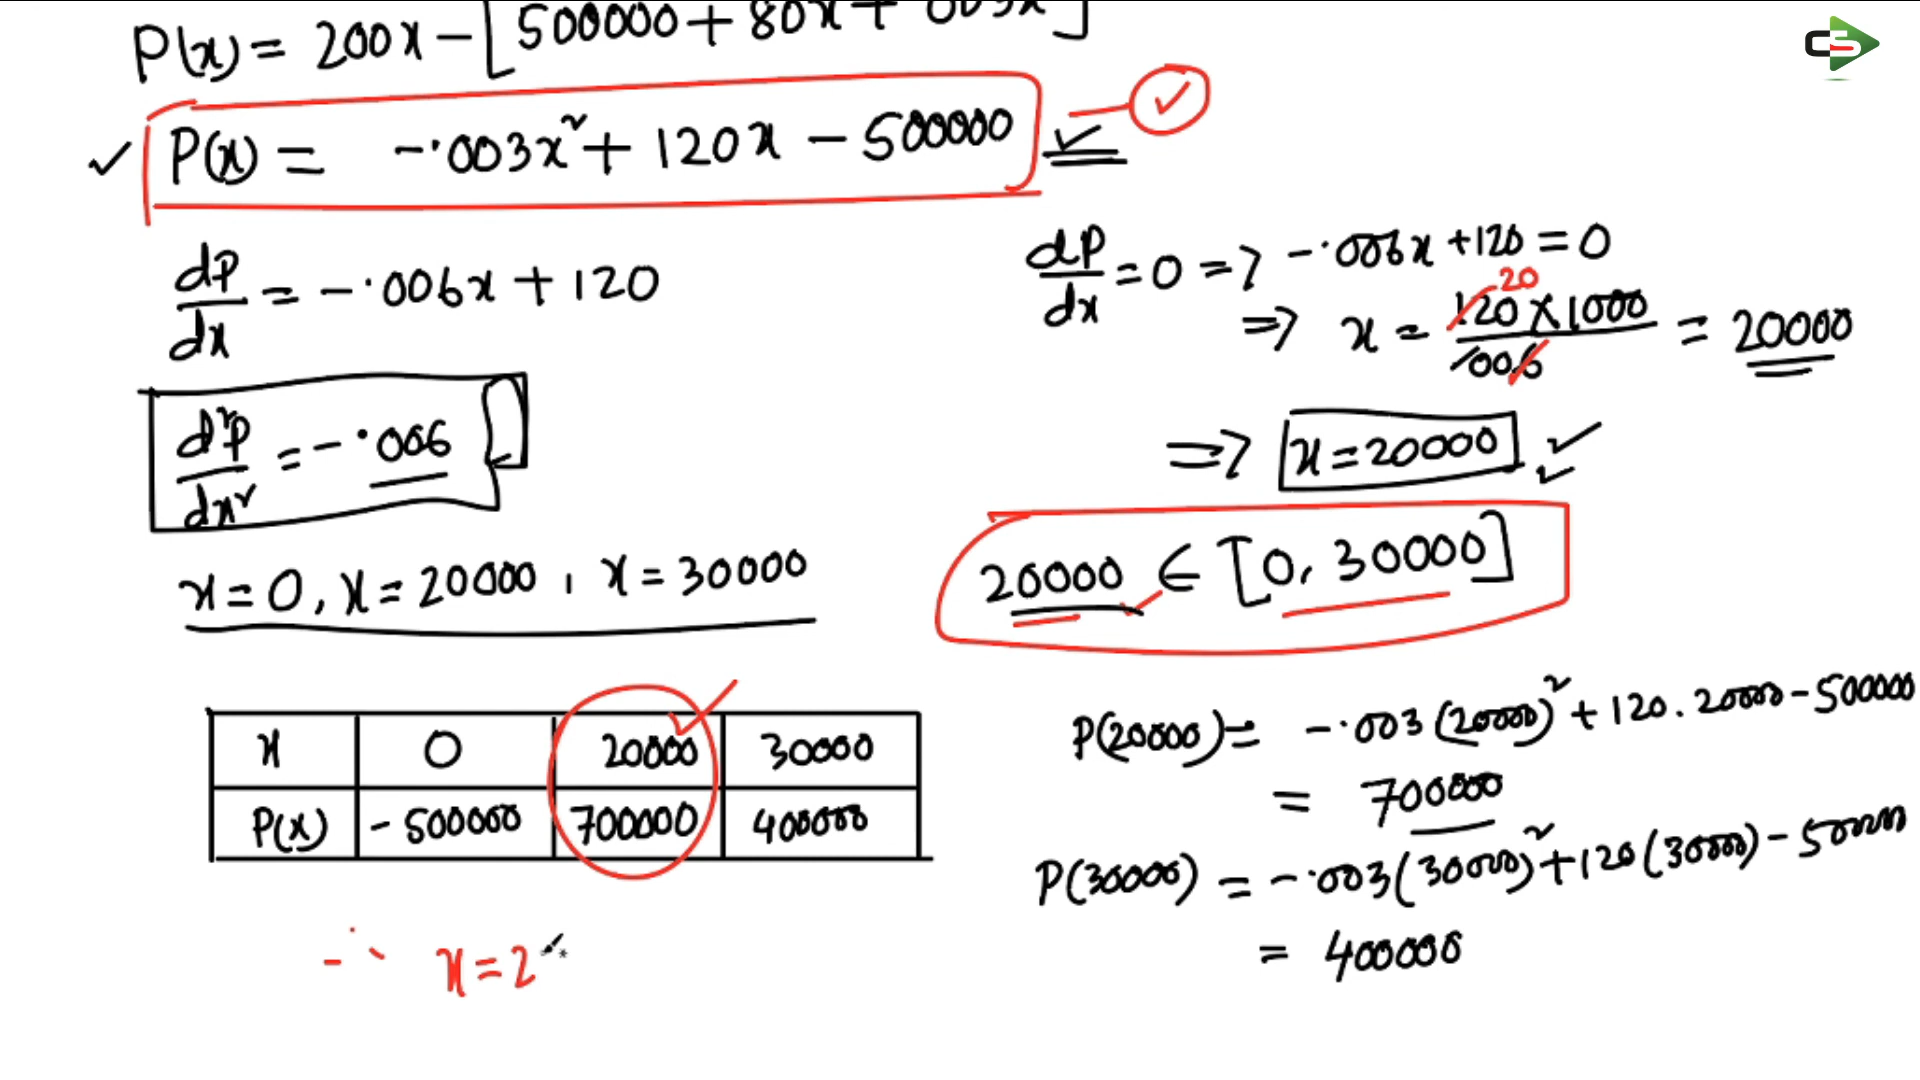 P(x) = 200x - [500000 + 80x + .003x²]
P(x) = -.003x² + 120x - 500000
dp/dx = -.006x + 120
d²p/dx² = -.006
x = 0, x = 20000, x = 30000
x 0 20000 30000
P(x) -500000 700000 400000
x = 2
CS
dp/dx = 0 => -.006x + 120 = 0
=> x = 120 × 1000 / 006 = 20000
20
=> x = 20000
20000 ∈ [0, 30000]
P(20000) = -.003 (20000)² + 120 . 20000 - 500000
= 700000
P(30000) = -.003 (30000)² + 120 (30000) - 500000
= 400000